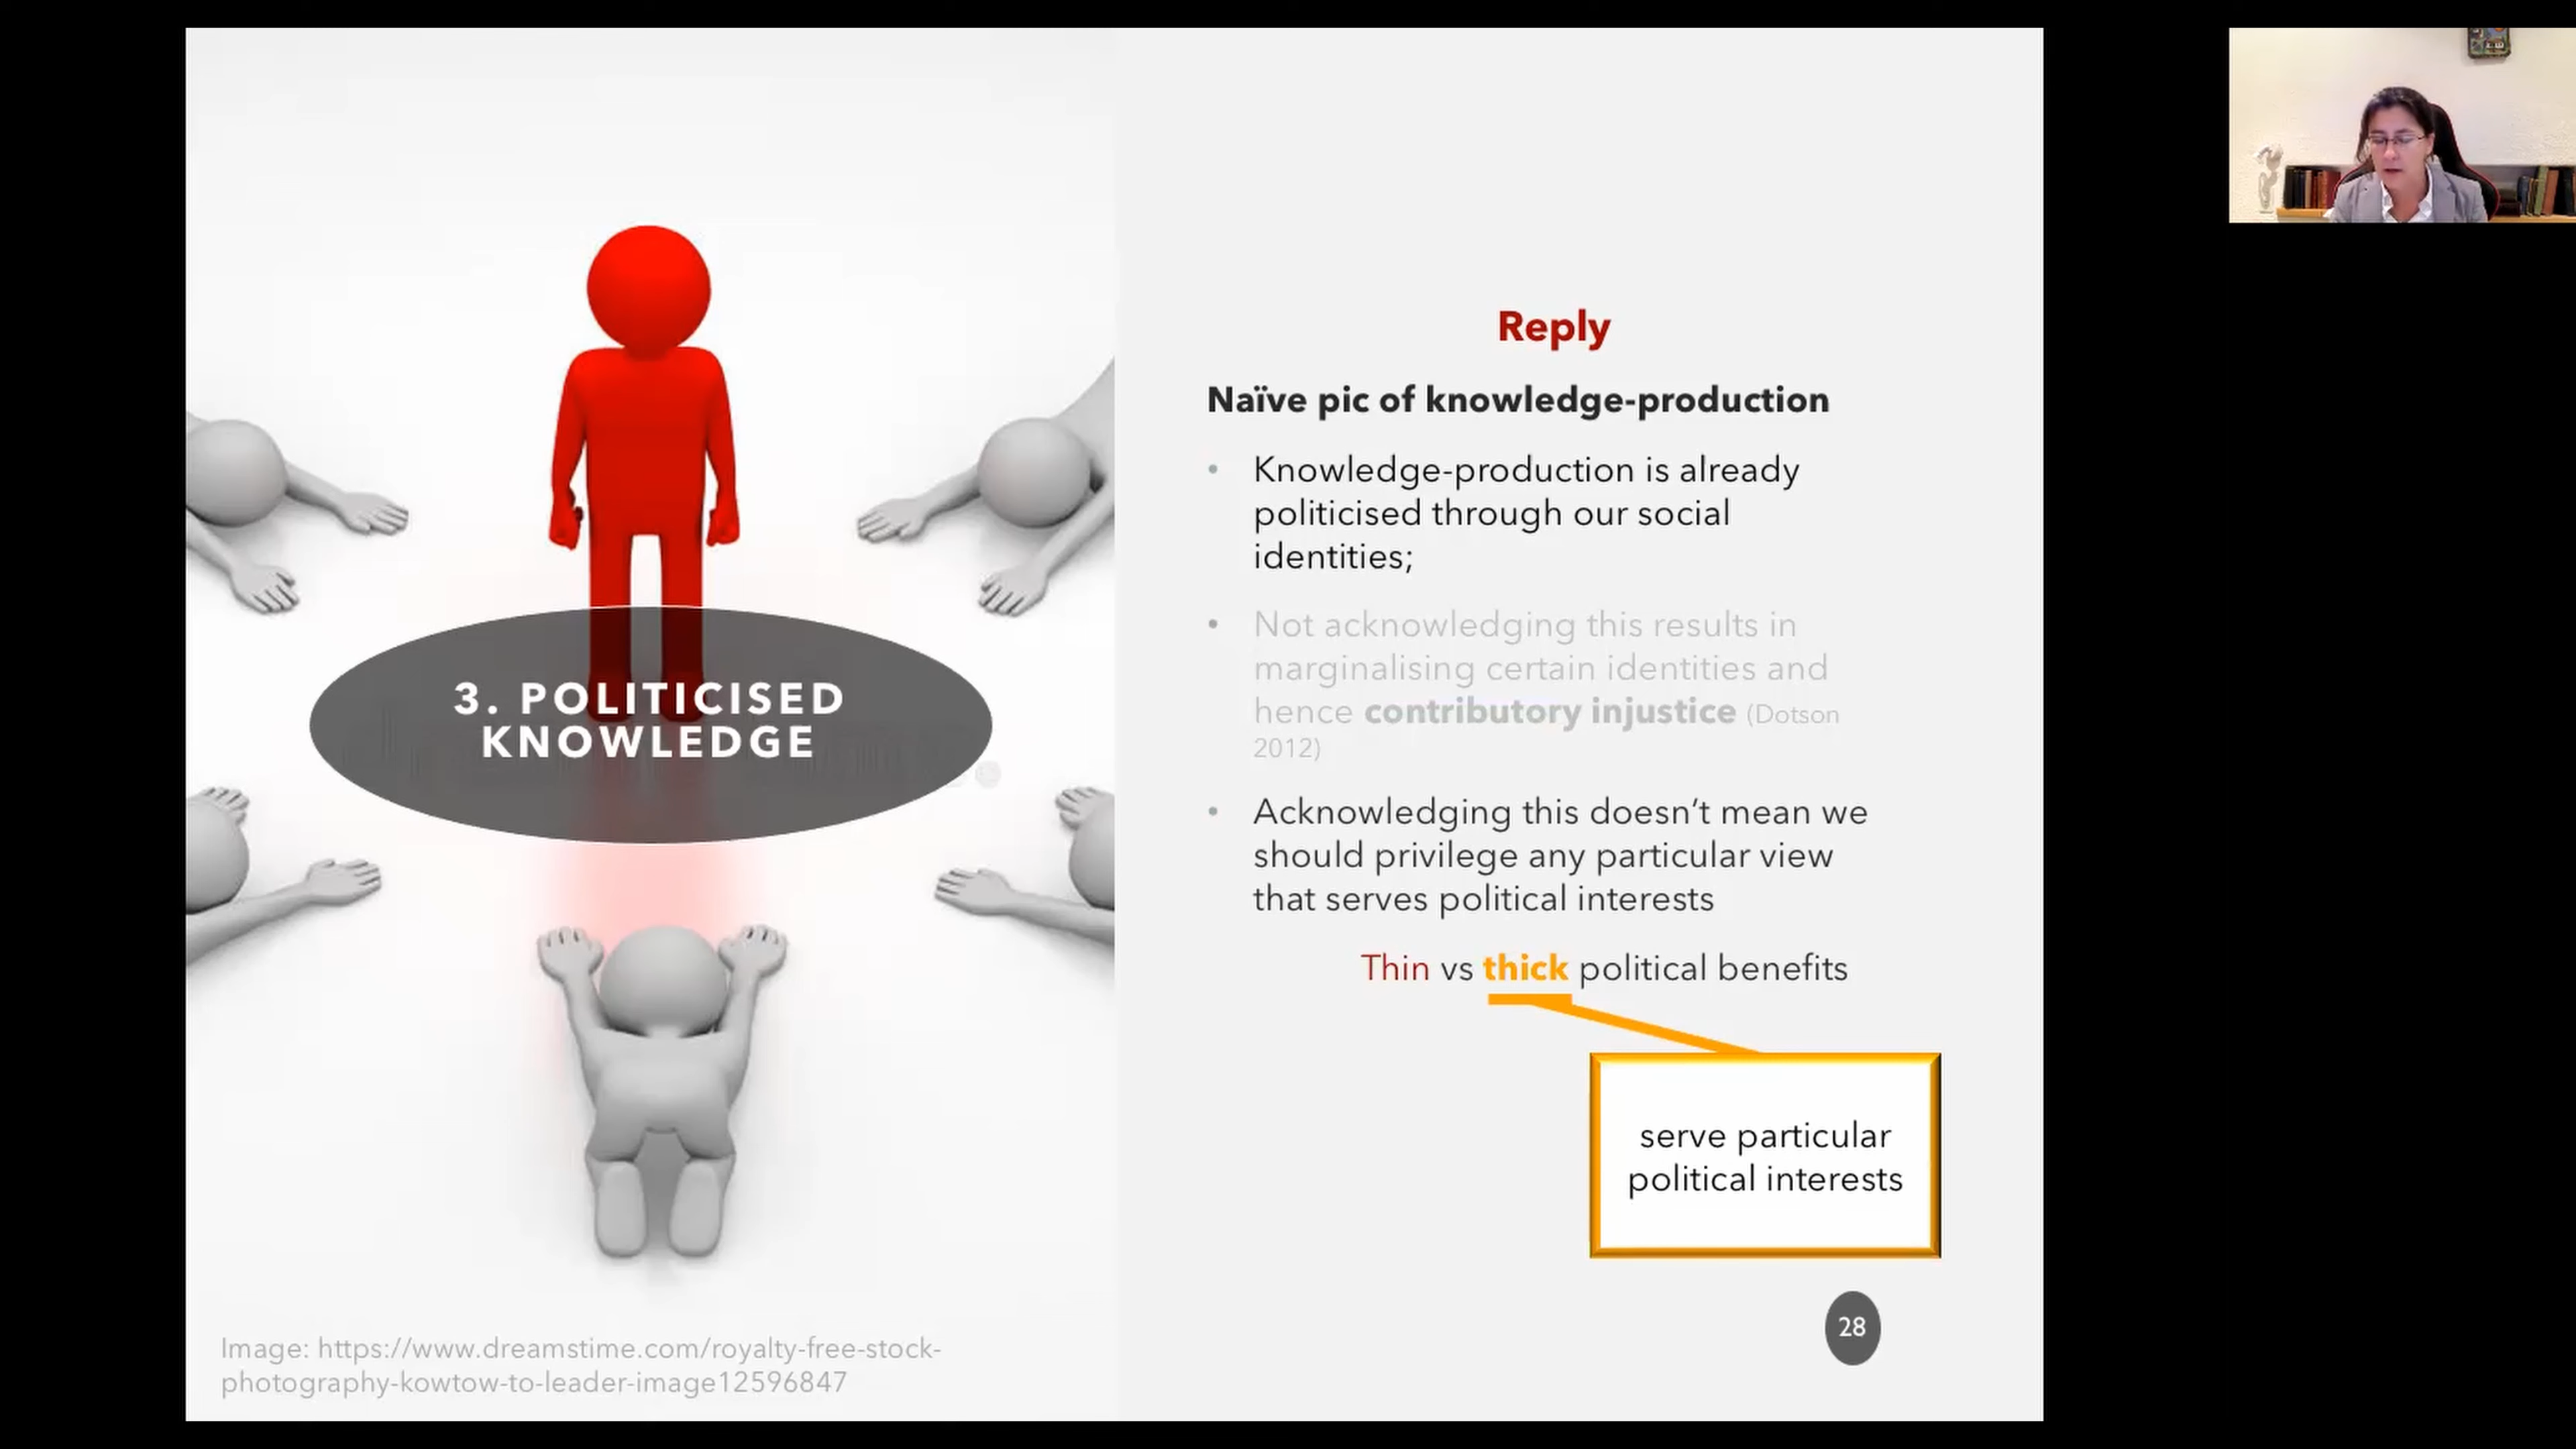 3. POLITICISED
KNOWLEDGE
Image: https://www.dreamstime.com/royalty-free-stock-
photography-kowtow-to-leader-image12596847
Reply
Naïve pic of knowledge-production
• Knowledge-production is already
politicised through our social
identities;
• Not acknowledging this results in
marginalising certain identities and
hence contributory injustice (Dotson
2012)
• Acknowledging this doesn’t mean we
should privilege any particular view
that serves political interests
Thin vs thick political benefits
serve particular
political interests
28